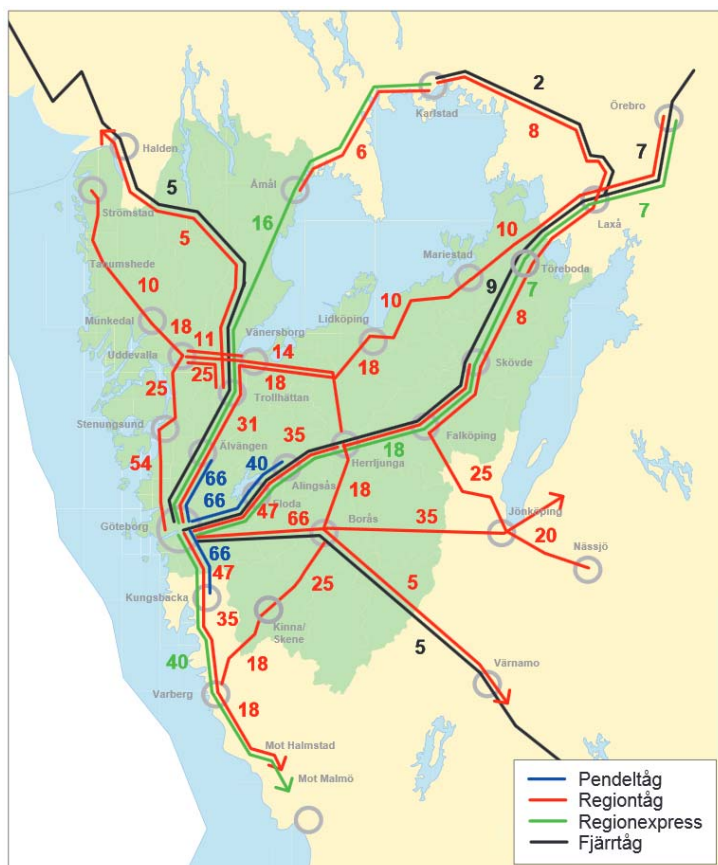 2
Örebro
Karlstad
8
7
Halden
6
5
Åmål
7
Strömstad
16
5
10
Laxå
Mariestad
Tanumshede
9
Töreboda
10
7
10
Munkedal
18
11
Vänersborg
14
Lidköping
8
Uddevalla
25
18
18
Skövde
25
Trollhättan
Stenungsund
31
35
Älvängen
Falköping
54
66
40
Herrljunga
18
25
66
Alingsås
18
Floda
47
Göteborg
66
Borås
35
Jönköping
66
20
47
25
5
Nässjö
Kungsbacka
35
Kinna/
Skene
5
40
18
Värnamo
Varberg
18
Mot Halmstad
Mot Malmö
Pendeltåg
Regiontåg
Regionexpress
Fjärrtåg